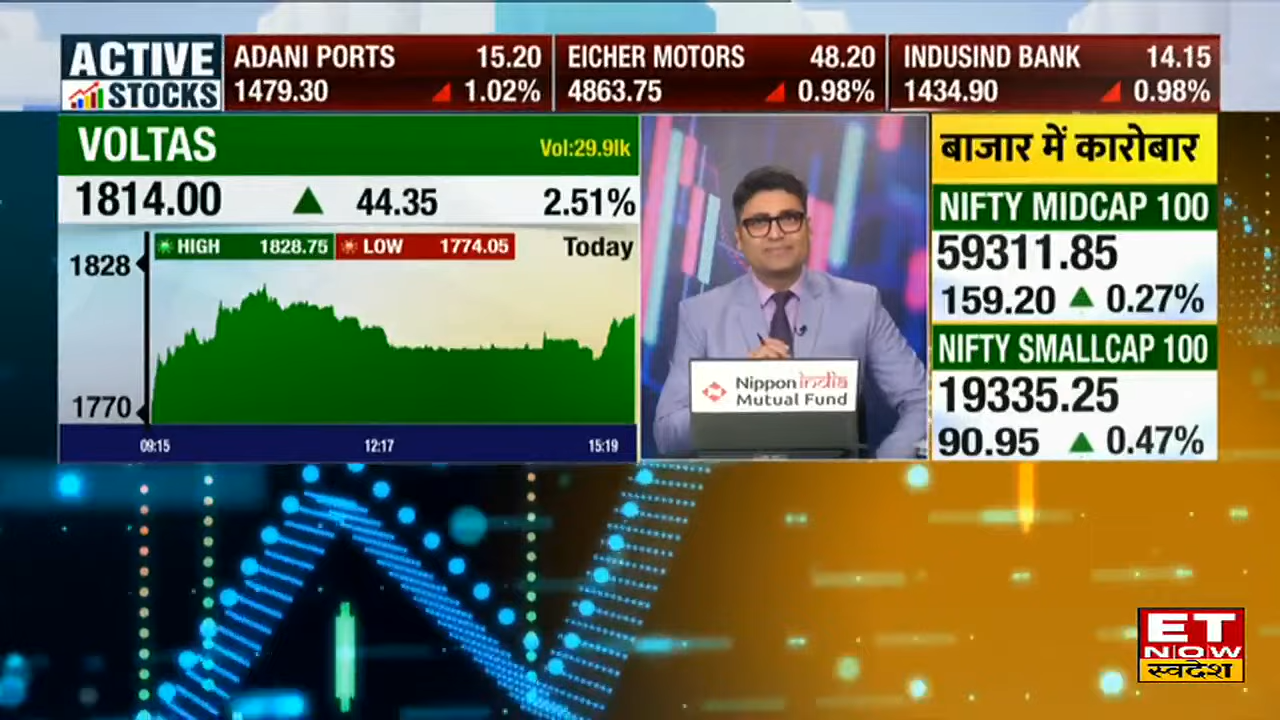 ACTIVE STOCKS
ADANI PORTS 15.20
1479.30 1.02%
EICHER MOTORS 48.20
4863.75 0.98%
INDUSIND BANK 14.15
1434.90 0.98%
VOLTAS Vol:29.9lk
1814.00 44.35 2.51%
HIGH 1828.75 LOW 1774.05 Today
1828
1770
09:15 12:17 15:19
Nippon india
Mutual Fund
बाजार में कारोबार
NIFTY MIDCAP 100
59311.85
159.20 0.27%
NIFTY SMALLCAP 100
19335.25
90.95 0.47%
ET
NOW
स्वदेश